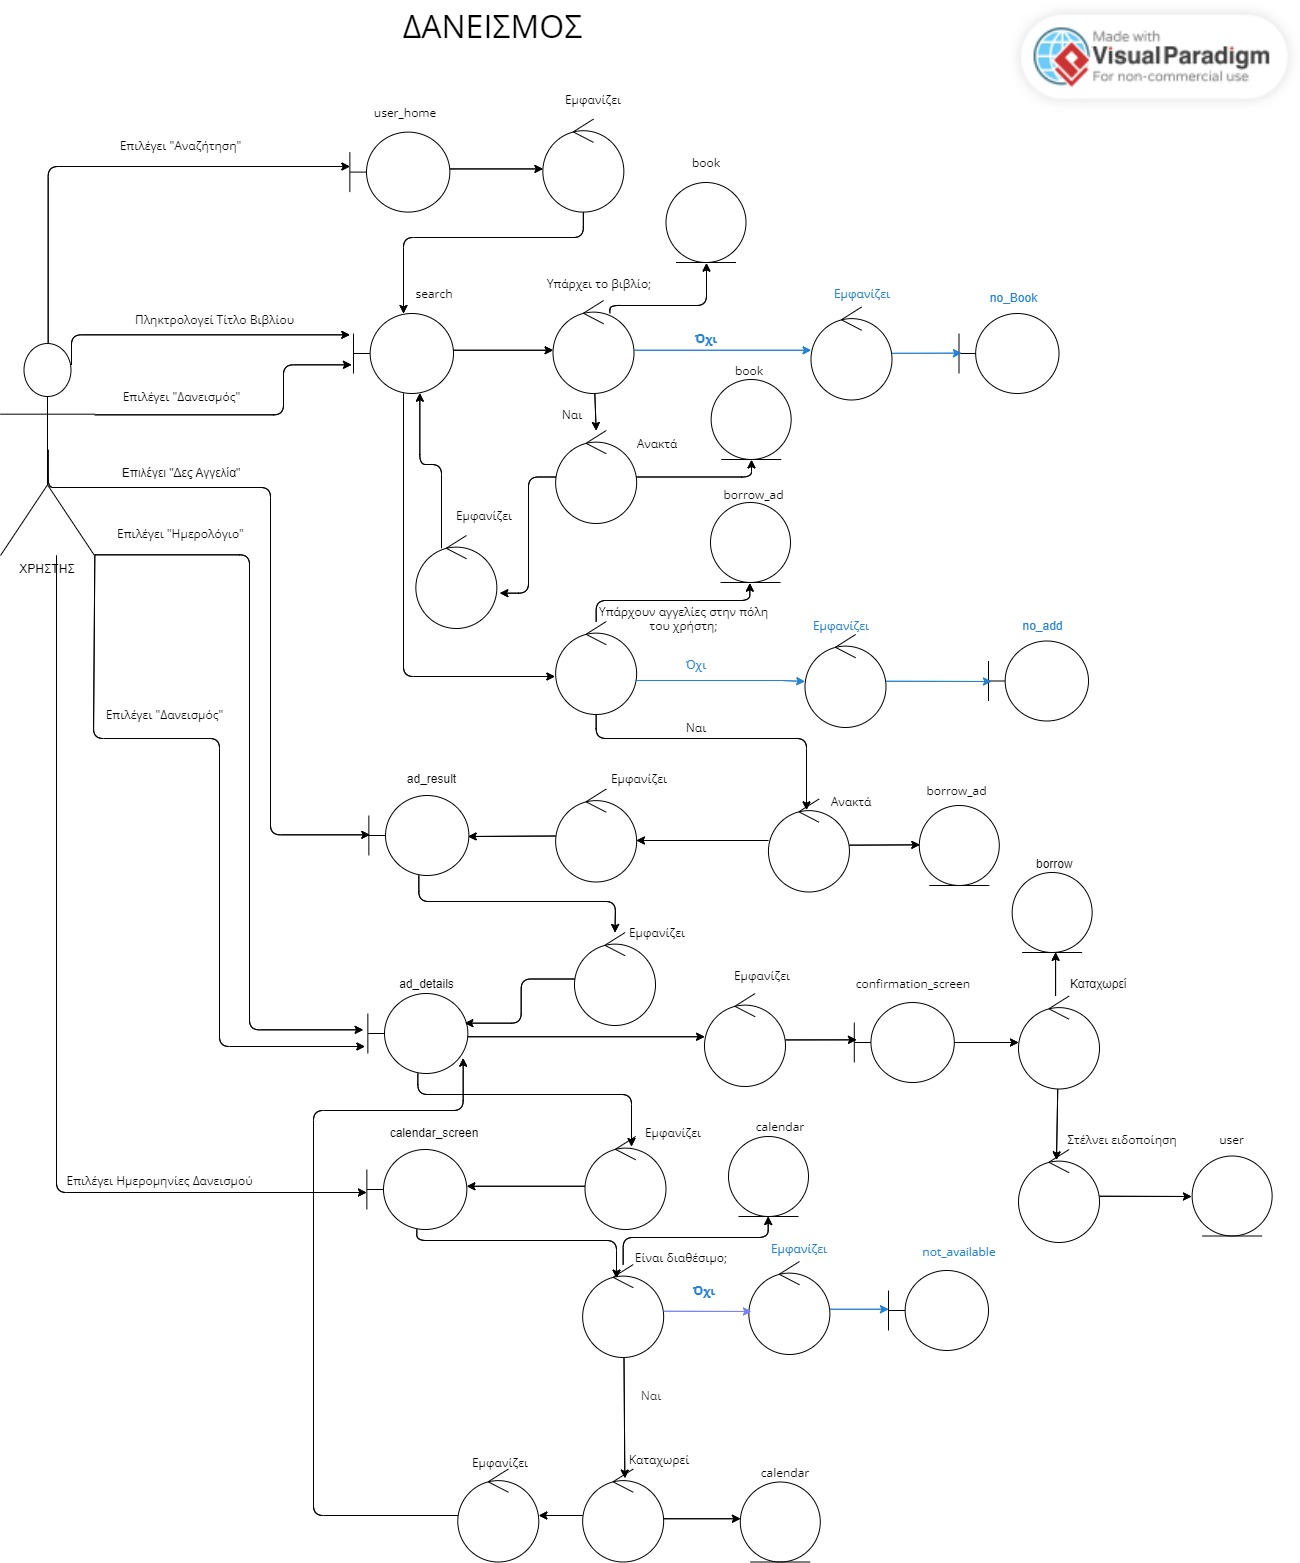 ΔΑΝΕΙΣΜΟΣ
Made with
Visual Paradigm
For non-commercial use
Εμφανίζει
user_home
Επιλέγει "Αναζήτηση"
book
Υπάρχει το βιβλίο;
search
Εμφανίζει
no_Book
Πληκτρολογεί Τίτλο Βιβλίου
Όχι
book
Επιλέγει "Δανεισμός"
Ναι
Ανακτά
Επιλέγει "Δες Αγγελία"
borrow_ad
Εμφανίζει
Επιλέγει "Ημερολόγιο"
ΧΡΗΣΤΗΣ
Υπάρχουν αγγελίες στην πόλη
του χρήστη;
Εμφανίζει
no_add
Όχι
Επιλέγει "Δανεισμός"
Ναι
ad_result
Εμφανίζει
borrow_ad
Ανακτά
borrow
Εμφανίζει
ad_details
Εμφανίζει
confirmation_screen
Καταχωρεί
calendar_screen
Εμφανίζει
calendar
Στέλνει ειδοποίηση
user
Επιλέγει Ημερομηνίες Δανεισμού
Είναι διαθέσιμο;
Εμφανίζει
not_available
Όχι
Ναι
Εμφανίζει
Καταχωρεί
calendar